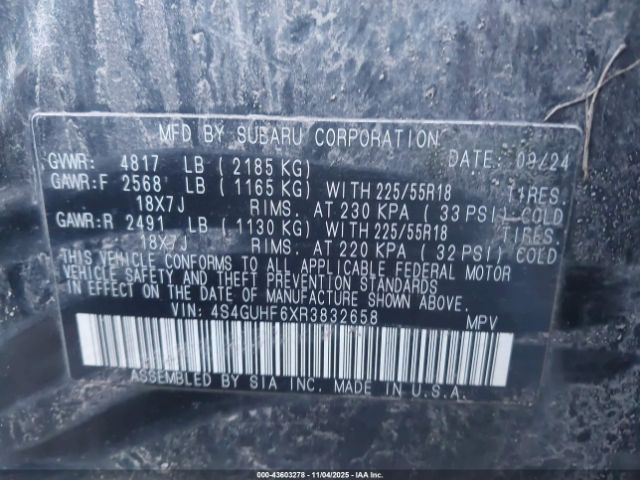 MFD BY SUBARU CORPORATION DATE: 09/24
GVWR: 4817 LB (2185 KG)
GAWR:F 2568 LB (1165 KG) WITH 225/55R18 TIRES.
18X7J RIMS. AT 230 KPA (33 PSI) COLD
GAWR:R 2491 LB (1130 KG) WITH 225/55R18 TIRES.
18X7J RIMS. AT 220 KPA (32 PSI) COLD
THIS VEHICLE CONFORMS TO ALL APPLICABLE FEDERAL MOTOR
VEHICLE SAFETY AND THEFT PREVENTION STANDARDS
IN EFFECT ON THE DATE OF MANUFACTURE SHOWN ABOVE.
VIN: 4S4GUHF6XR3832658 MPV
ASSEMBLED BY SIA INC. MADE IN U.S.A.
000-43603278 - 11/04/2025 - IAA